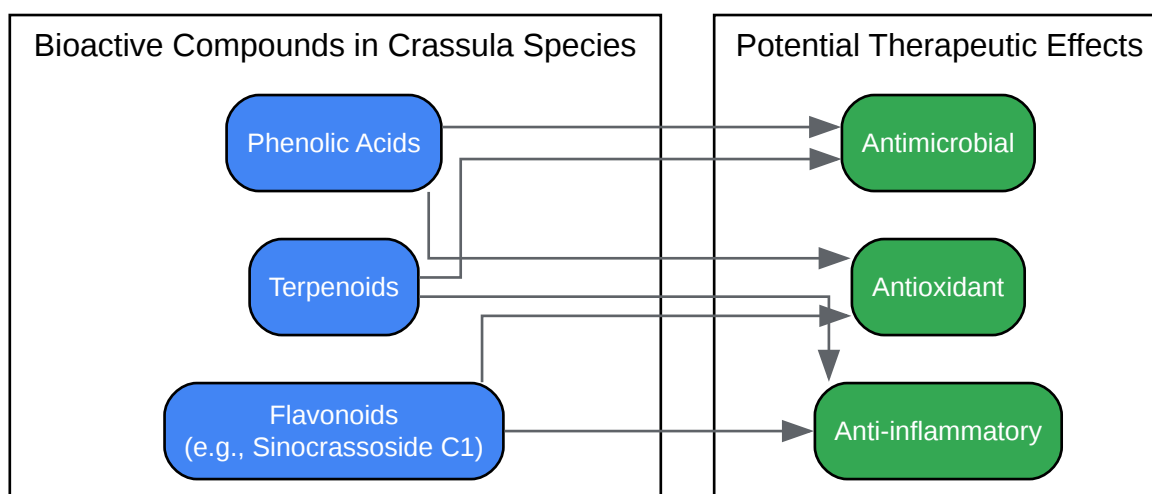 Bioactive Compounds in Crassula Species
Phenolic Acids
Terpenoids
Flavonoids
(e.g., Sinocrassoside C1)
Potential Therapeutic Effects
Antimicrobial
Antioxidant
Anti-inflammatory